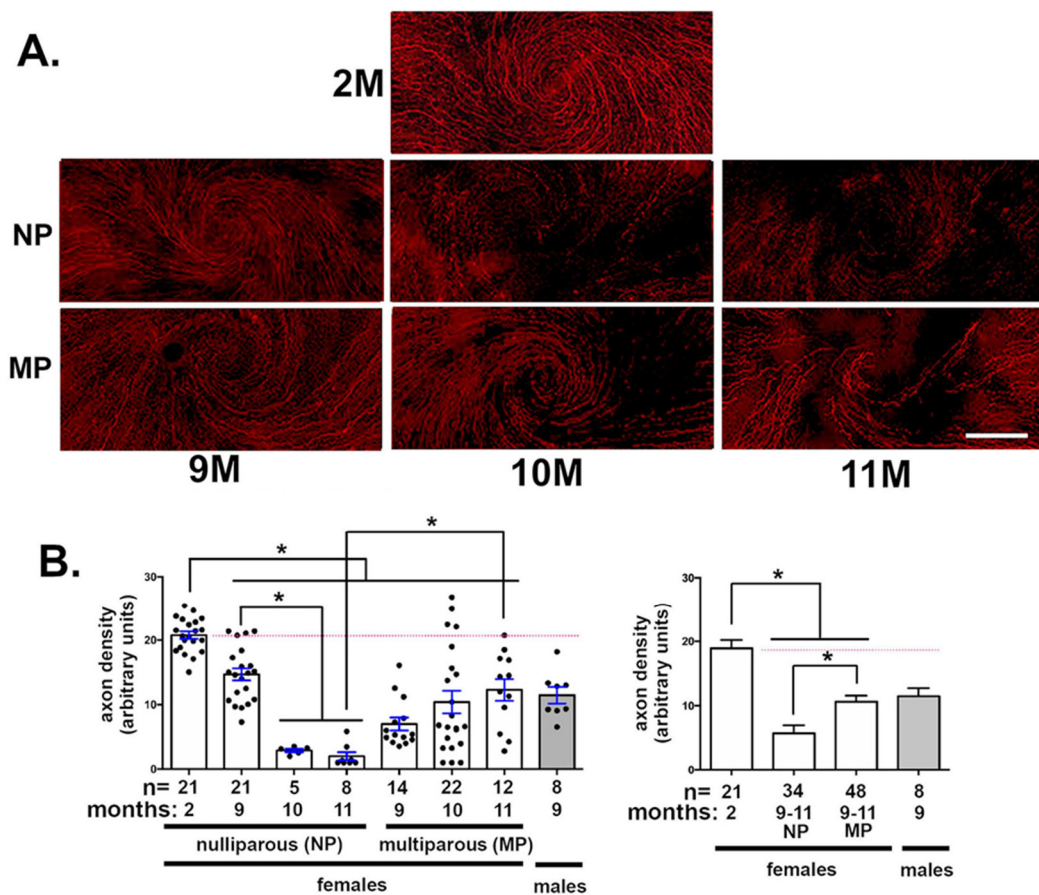 A.
2M
NP
MP
9M
10M
11M
B.
axon density
(arbitrary units)
30
20
10
0
*
*
*
n= 21 21 5 8 14 22 12 8
months: 2 9 10 11 9 10 11 9
nulliparous (NP) multiparous (MP)
females males
axon density
(arbitrary units)
30
20
10
0
*
*
n= 21 34 48 8
months: 2 9-11 9-11 9
NP MP
females males